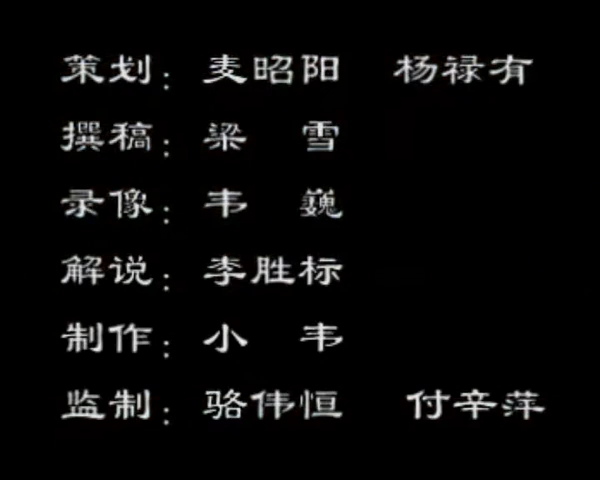 策划：麦昭阳 杨禄有
撰稿：梁 雪
录像：韦 巍
解说：李胜标
制作：小 韦
监制：骆伟恒 付辛萍